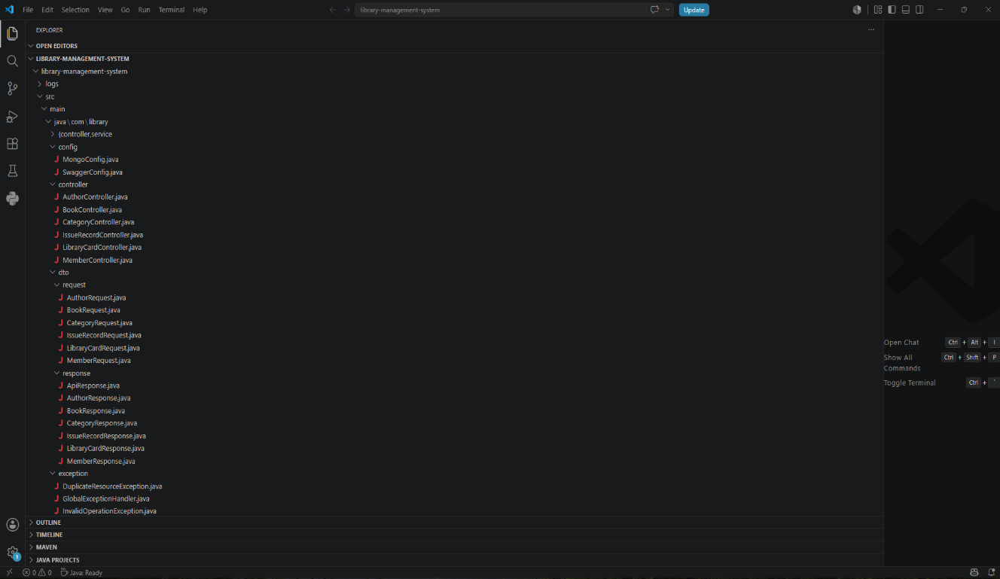 File Edit Selection View Go Run Terminal Help
library-management-system
Update
EXPLORER
OPEN EDITORS
LIBRARY-MANAGEMENT-SYSTEM
library-management-system
logs
src
main
java\com\library
{controller,service
config
MongoConfig.java
SwaggerConfig.java
controller
AuthorController.java
BookController.java
CategoryController.java
IssueRecordController.java
LibraryCardController.java
MemberController.java
dto
request
AuthorRequest.java
BookRequest.java
CategoryRequest.java
IssueRecordRequest.java
LibraryCardRequest.java
MemberRequest.java
response
ApiResponse.java
AuthorResponse.java
BookResponse.java
CategoryResponse.java
IssueRecordResponse.java
LibraryCardResponse.java
MemberResponse.java
exception
DuplicateResourceException.java
GlobalExceptionHandler.java
InvalidOperationException.java
OUTLINE
TIMELINE
MAVEN
JAVA PROJECTS
Open Chat Ctrl + Alt + I
Show All Commands Ctrl + Shift + P
Toggle Terminal Ctrl + `
1
0 0 Java: Ready